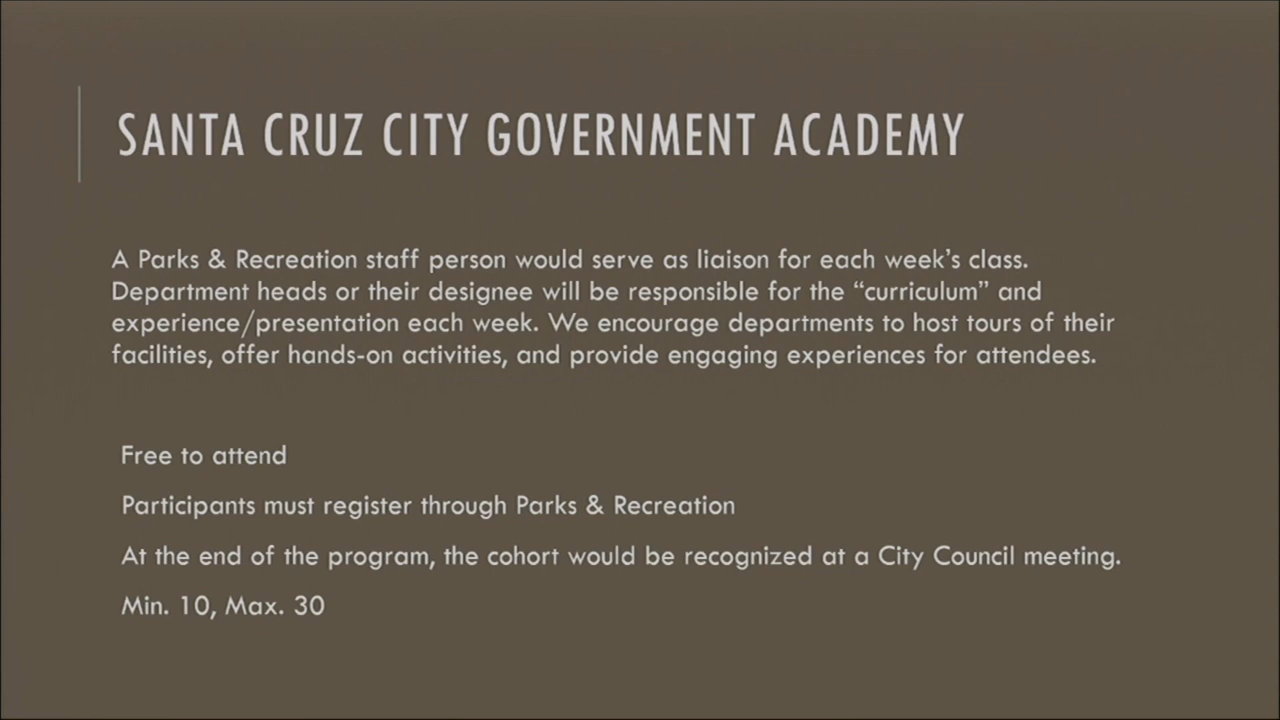 SANTA CRUZ CITY GOVERNMENT ACADEMY
A Parks & Recreation staff person would serve as liaison for each week’s class.
Department heads or their designee will be responsible for the “curriculum” and
experience/presentation each week. We encourage departments to host tours of their
facilities, offer hands-on activities, and provide engaging experiences for attendees.
Free to attend
Participants must register through Parks & Recreation
At the end of the program, the cohort would be recognized at a City Council meeting.
Min. 10, Max. 30